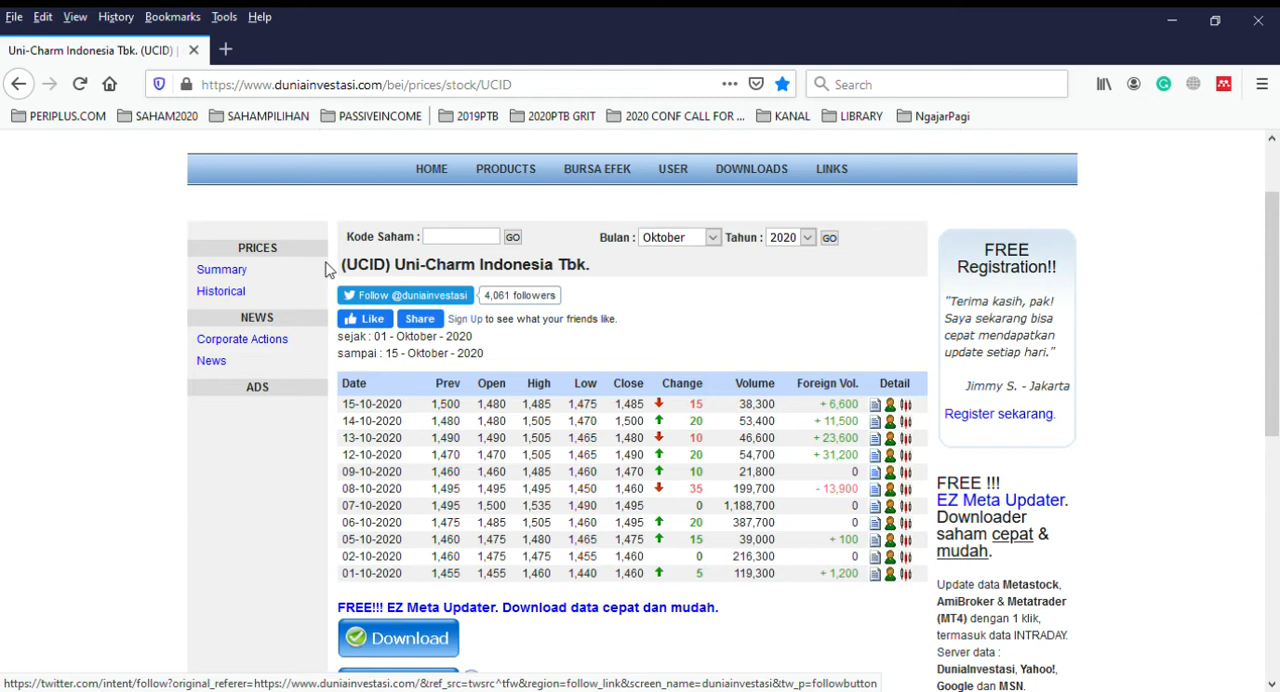 File Edit View History Bookmarks Tools Help
Uni-Charm Indonesia Tbk. (UCID) |
https://www.duniainvestasi.com/bei/prices/stock/UCID
Search
PERIPLUS.COM SAHAM2020 SAHAMPILIHAN PASSIVEINCOME 2019PTB 2020PTB GRIT 2020 CONF CALL FOR ... KANAL LIBRARY NgajarPagi
HOME PRODUCTS BURSA EFEK USER DOWNLOADS LINKS
PRICES
Summary
Historical
NEWS
Corporate Actions
News
ADS
Kode Saham : GO Bulan : Oktober Tahun : 2020 GO
(UCID) Uni-Charm Indonesia Tbk.
Follow @duniainvestasi 4,061 followers
Like Share Sign Up to see what your friends like.
sejak : 01 - Oktober - 2020
sampai : 15 - Oktober - 2020
Date Prev Open High Low Close Change Volume Foreign Vol. Detail
15-10-2020 1,500 1,480 1,485 1,475 1,485 15 38,300 + 6,600
14-10-2020 1,480 1,480 1,505 1,470 1,500 20 53,400 + 11,500
13-10-2020 1,490 1,490 1,505 1,465 1,480 10 46,600 + 23,600
12-10-2020 1,470 1,470 1,505 1,465 1,490 20 54,700 + 31,200
09-10-2020 1,460 1,460 1,485 1,460 1,470 10 21,800 0
08-10-2020 1,495 1,495 1,495 1,450 1,460 35 199,700 - 13,900
07-10-2020 1,495 1,500 1,535 1,490 1,495 0 1,188,700 0
06-10-2020 1,475 1,485 1,505 1,460 1,495 20 387,700 0
05-10-2020 1,460 1,475 1,480 1,465 1,475 15 39,000 + 100
02-10-2020 1,460 1,475 1,475 1,455 1,460 0 216,300 0
01-10-2020 1,455 1,455 1,460 1,440 1,460 5 119,300 + 1,200
FREE!!! EZ Meta Updater. Download data cepat dan mudah.
Download
FREE
Registration!!
"Terima kasih, pak!
Saya sekarang bisa
cepat mendapatkan
update setiap hari."
Jimmy S. - Jakarta
Register sekarang.
FREE !!!
EZ Meta Updater.
Downloader
saham cepat &
mudah.
Update data Metastock,
AmiBroker & Metatrader
(MT4) dengan 1 klik,
termasuk data INTRADAY.
Server data :
DuniaInvestasi, Yahoo!,
Google dan MSN.
https://twitter.com/intent/follow?original_referer=https://www.duniainvestasi.com/&ref_src=twsrc^tfw&region=follow_link&screen_name=duniainvestasi&tw_p=followbutton